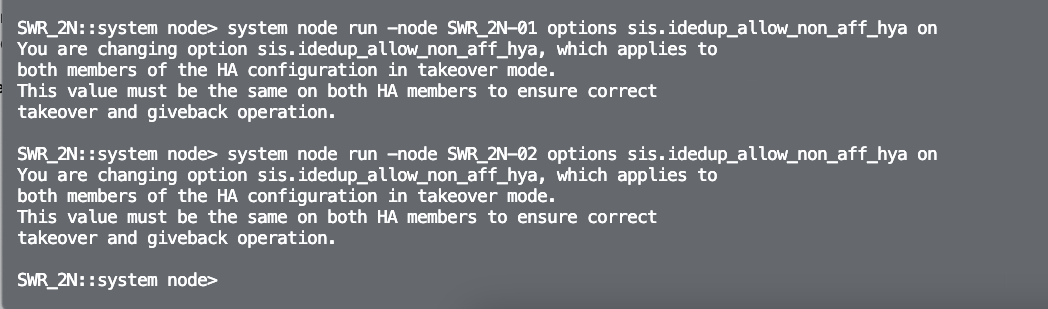 SWR_2N::system node> system node run -node SWR_2N-01 options sis.idedup_allow_non_aff_hya on
You are changing option sis.idedup_allow_non_aff_hya, which applies to
both members of the HA configuration in takeover mode.
This value must be the same on both HA members to ensure correct
takeover and giveback operation.
SWR_2N::system node> system node run -node SWR_2N-02 options sis.idedup_allow_non_aff_hya on
You are changing option sis.idedup_allow_non_aff_hya, which applies to
both members of the HA configuration in takeover mode.
This value must be the same on both HA members to ensure correct
takeover and giveback operation.
SWR_2N::system node>